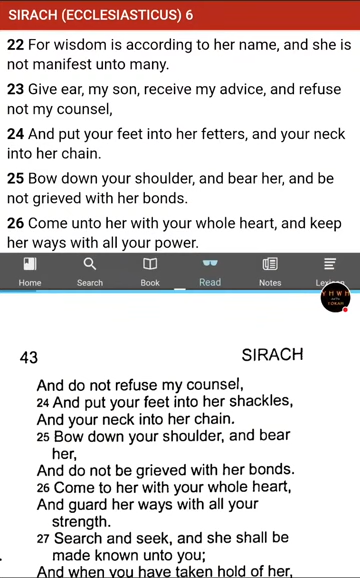 SIRACH (ECCLESIASTICUS) 6
22 For wisdom is according to her name, and she is
not manifest unto many.
23 Give ear, my son, receive my advice, and refuse
not my counsel,
24 And put your feet into her fetters, and your neck
into her chain.
25 Bow down your shoulder, and bear her, and be
not grieved with her bonds.
26 Come unto her with your whole heart, and keep
her ways with all your power.
Home Search Book Read Notes
43 SIRACH
And do not refuse my counsel,
24 And put your feet into her shackles,
And your neck into her chain.
25 Bow down your shoulder, and bear
her,
And do not be grieved with her bonds.
26 Come to her with your whole heart,
And guard her ways with all your
strength.
27 Search and seek, and she shall be
made known unto you;
And when you have taken hold of her,